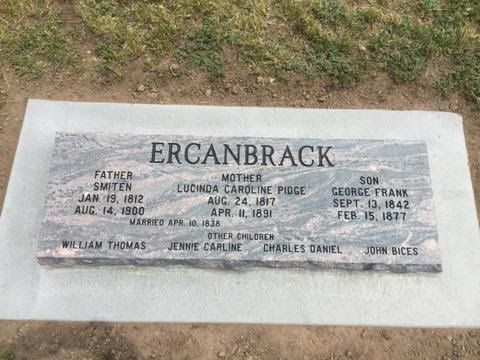 ERCANBRACK
FATHER MOTHER SON
SMITEN LUCINDA CAROLINE PIDGE GEORGE FRANK
JAN. 19, 1812 AUG. 24, 1817 SEPT. 13, 1842
AUG. 14, 1900 APR. 11, 1891 FEB. 15, 1877
MARRIED APR. 10, 1838
OTHER CHILDREN
WILLIAM THOMAS JENNIE CARLINE CHARLES DANIEL JOHN BICES